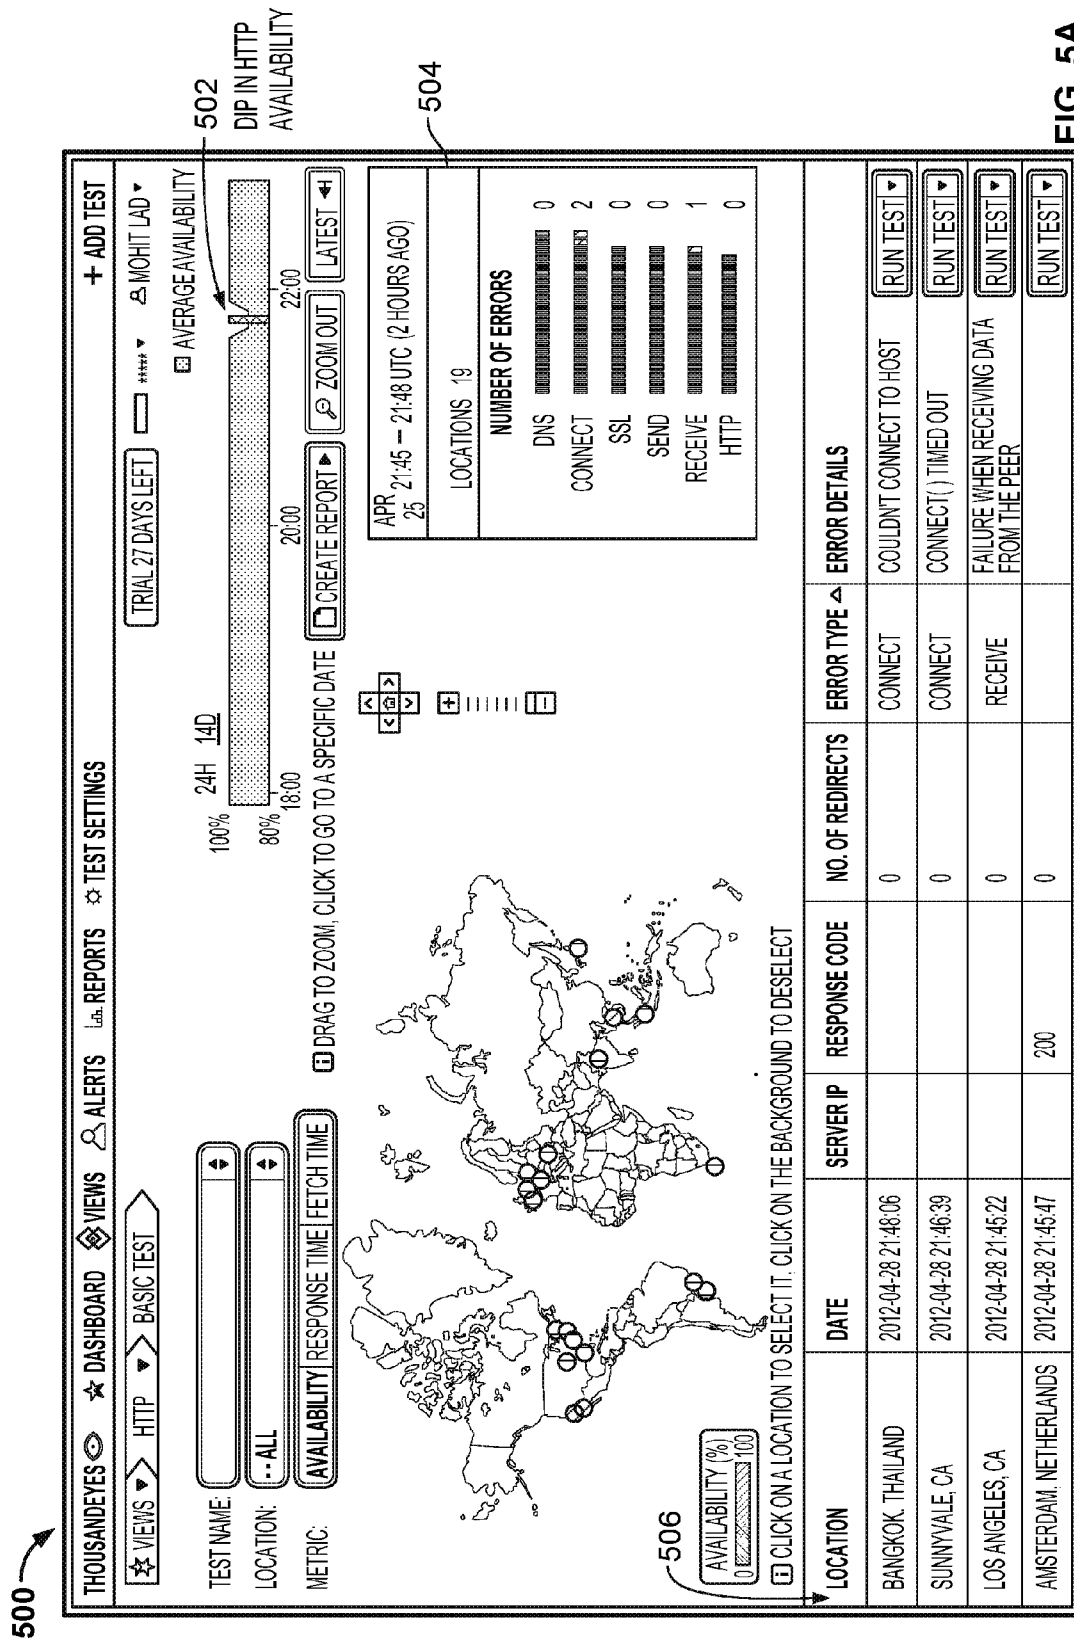 500
THOUSANDEYES DASHBOARD VIEWS ALERTS REPORTS TEST SETTINGS + ADD TEST
VIEWS HTTP BASIC TEST TRIAL 27 DAYS LEFT ***** MOHIT LAD
TEST NAME:
LOCATION: --ALL
METRIC: AVAILABILITY RESPONSE TIME FETCH TIME
24H 14D AVERAGE AVAILABILITY
100%
80%
18:00 20:00 22:00
502
DIP IN HTTP
AVAILABILITY
DRAG TO ZOOM, CLICK TO GO TO A SPECIFIC DATE CREATE REPORT ZOOM OUT LATEST
504
APR
25 21:45 – 21:48 UTC (2 HOURS AGO)
LOCATIONS 19
NUMBER OF ERRORS
DNS 0
CONNECT 2
SSL 0
SEND 0
RECEIVE 1
HTTP 0
AVAILABILITY (%)
0 100
506
CLICK ON A LOCATION TO SELECT IT. CLICK ON THE BACKGROUND TO DESELECT
LOCATION DATE SERVER IP RESPONSE CODE NO. OF REDIRECTS ERROR TYPE ERROR DETAILS
BANGKOK. THAILAND 2012-04-28 21:48:06 0 CONNECT COULDN'T CONNECT TO HOST RUN TEST
SUNNYVALE, CA 2012-04-28 21:46:39 0 CONNECT CONNECT( ) TIMED OUT RUN TEST
LOS ANGELES, CA 2012-04-28 21:45:22 0 RECEIVE FAILURE WHEN RECEIVING DATA
FROM THE PEER RUN TEST
AMSTERDAM. NETHERLANDS 2012-04-28 21:45:47 200 0 RUN TEST
FIG. 5A